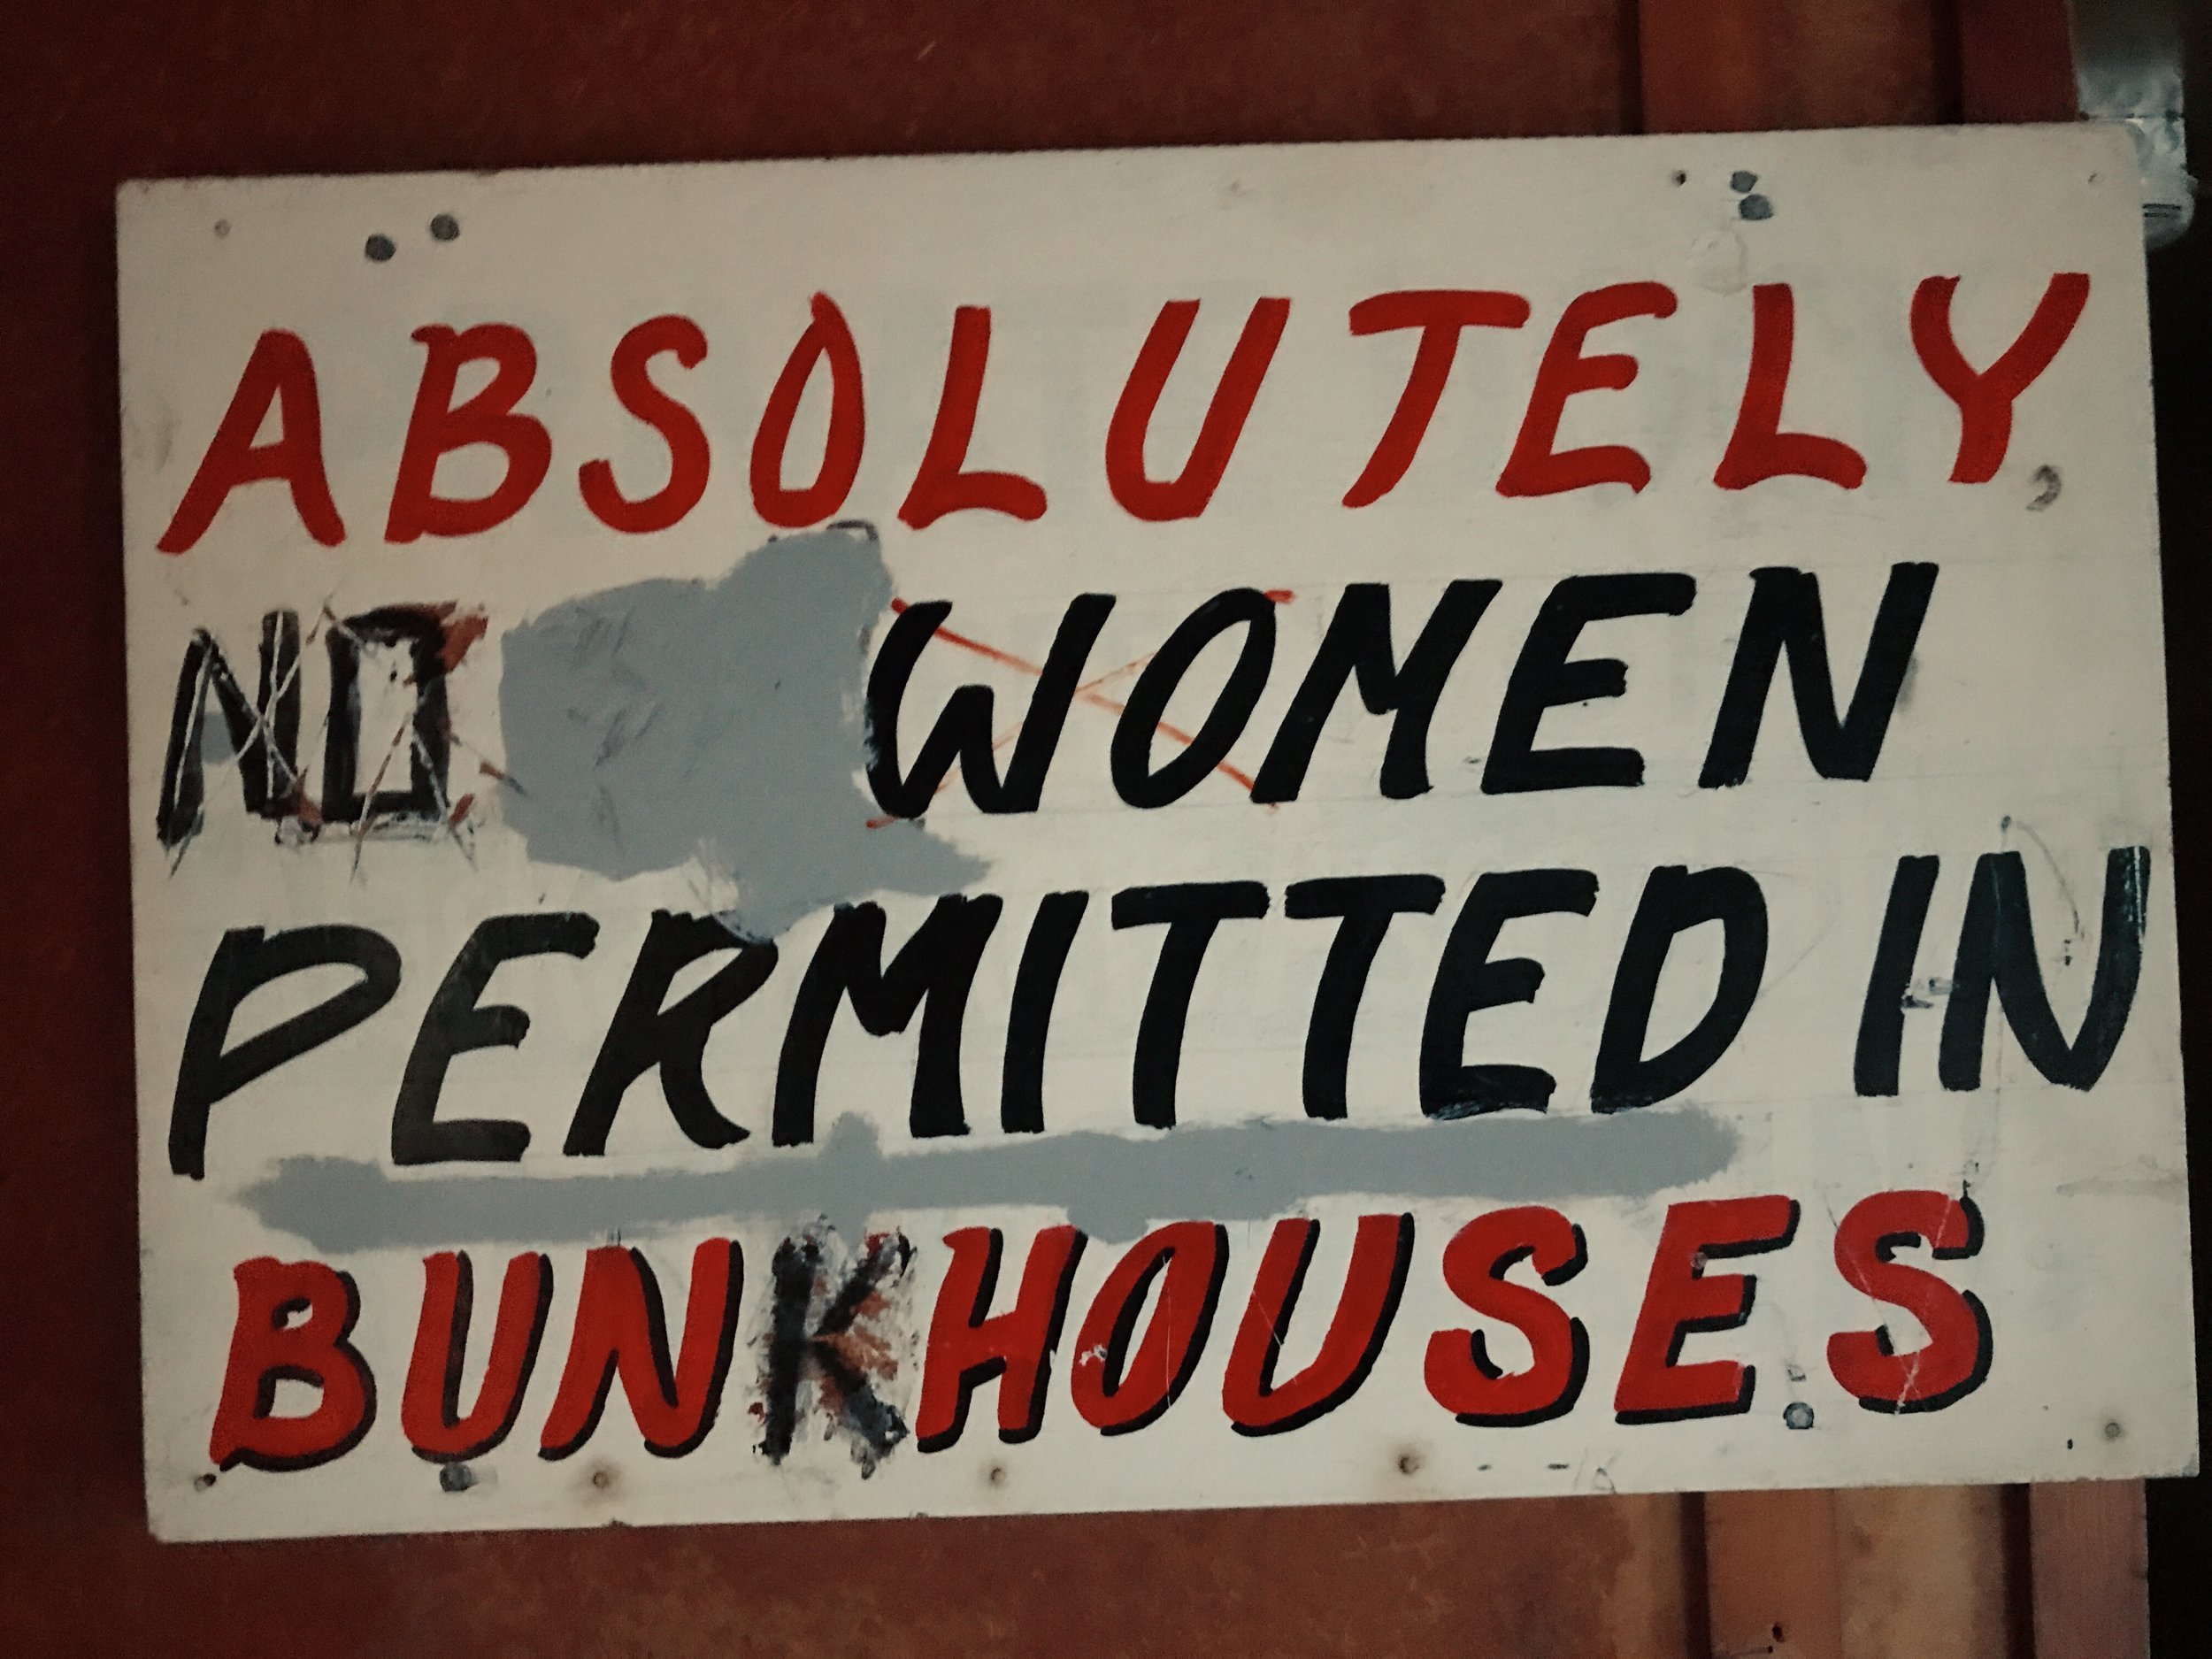 ABSOLUTELY,
NO WOMEN
PERMITTED IN
BUNKHOUSES